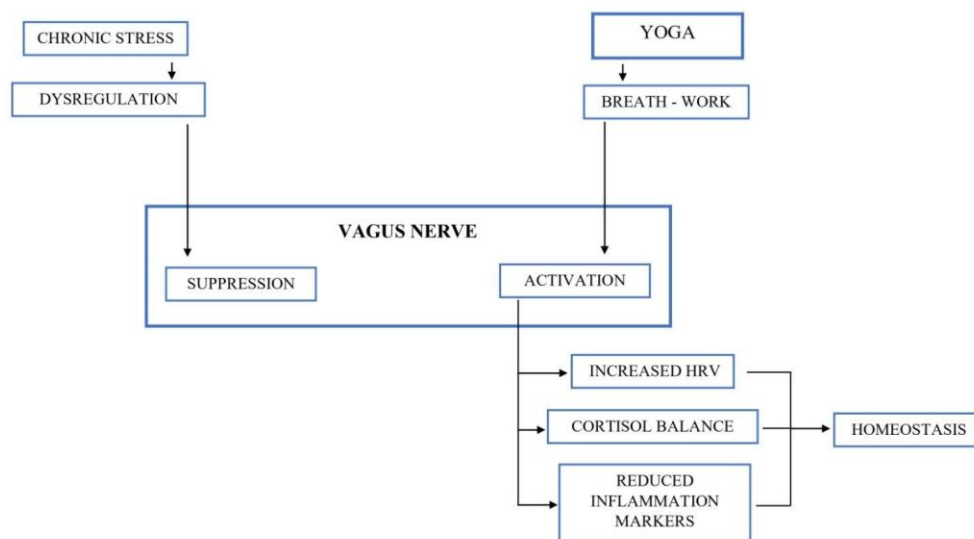 CHRONIC STRESS
YOGA
DYSREGULATION
BREATH - WORK
VAGUS NERVE
SUPPRESSION
ACTIVATION
INCREASED HRV
CORTISOL BALANCE
HOMEOSTASIS
REDUCED
INFLAMMATION
MARKERS